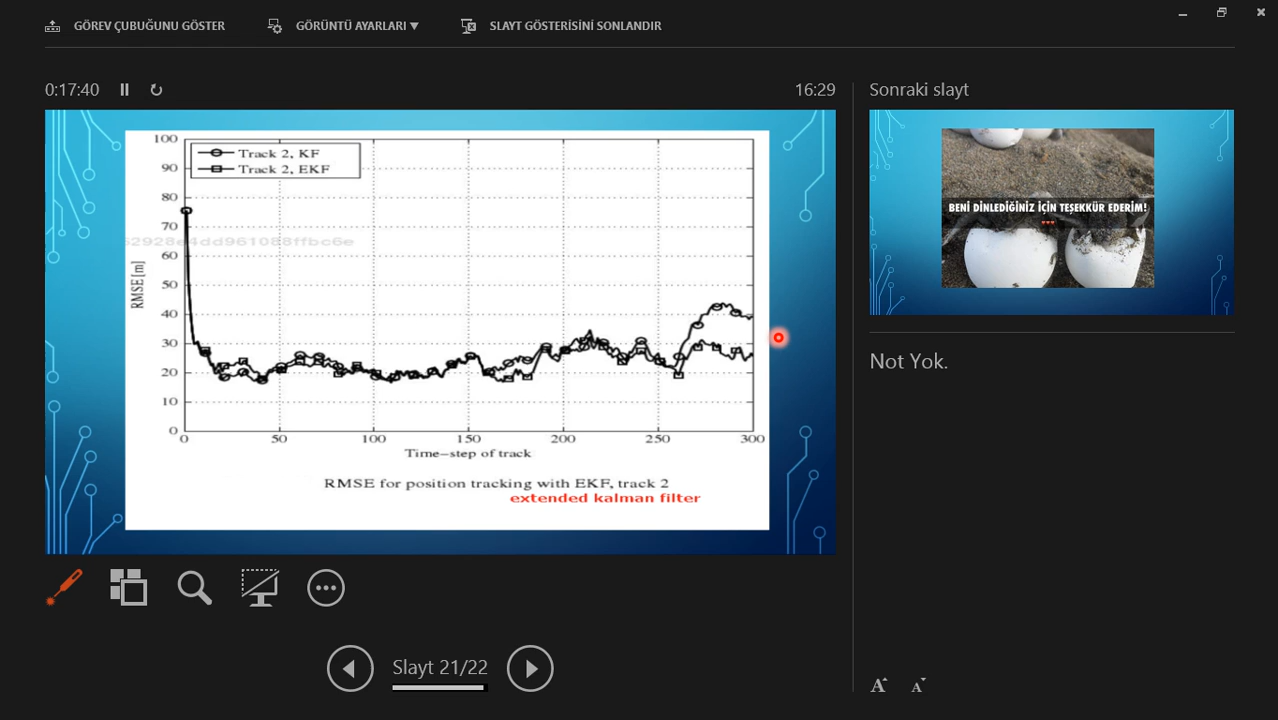 GÖREV ÇUBUĞUNU GÖSTER
GÖRÜNTÜ AYARLARI ▼
SLAYT GÖSTERİSİNİ SONLANDIR
0:17:40
16:29
Sonraki slayt
100
90
80
70
60
50
40
30
20
10
0
RMSE [m]
Track 2, KF
Track 2, EKF
0 50 100 150 200 250 300
Time-step of track
RMSE for position tracking with EKF, track 2
extended kalman filter
BENİ DİNLEDİĞİNİZ İÇİN TEŞEKKÜR EDERİM!
Not Yok.
Slayt 21/22
A A